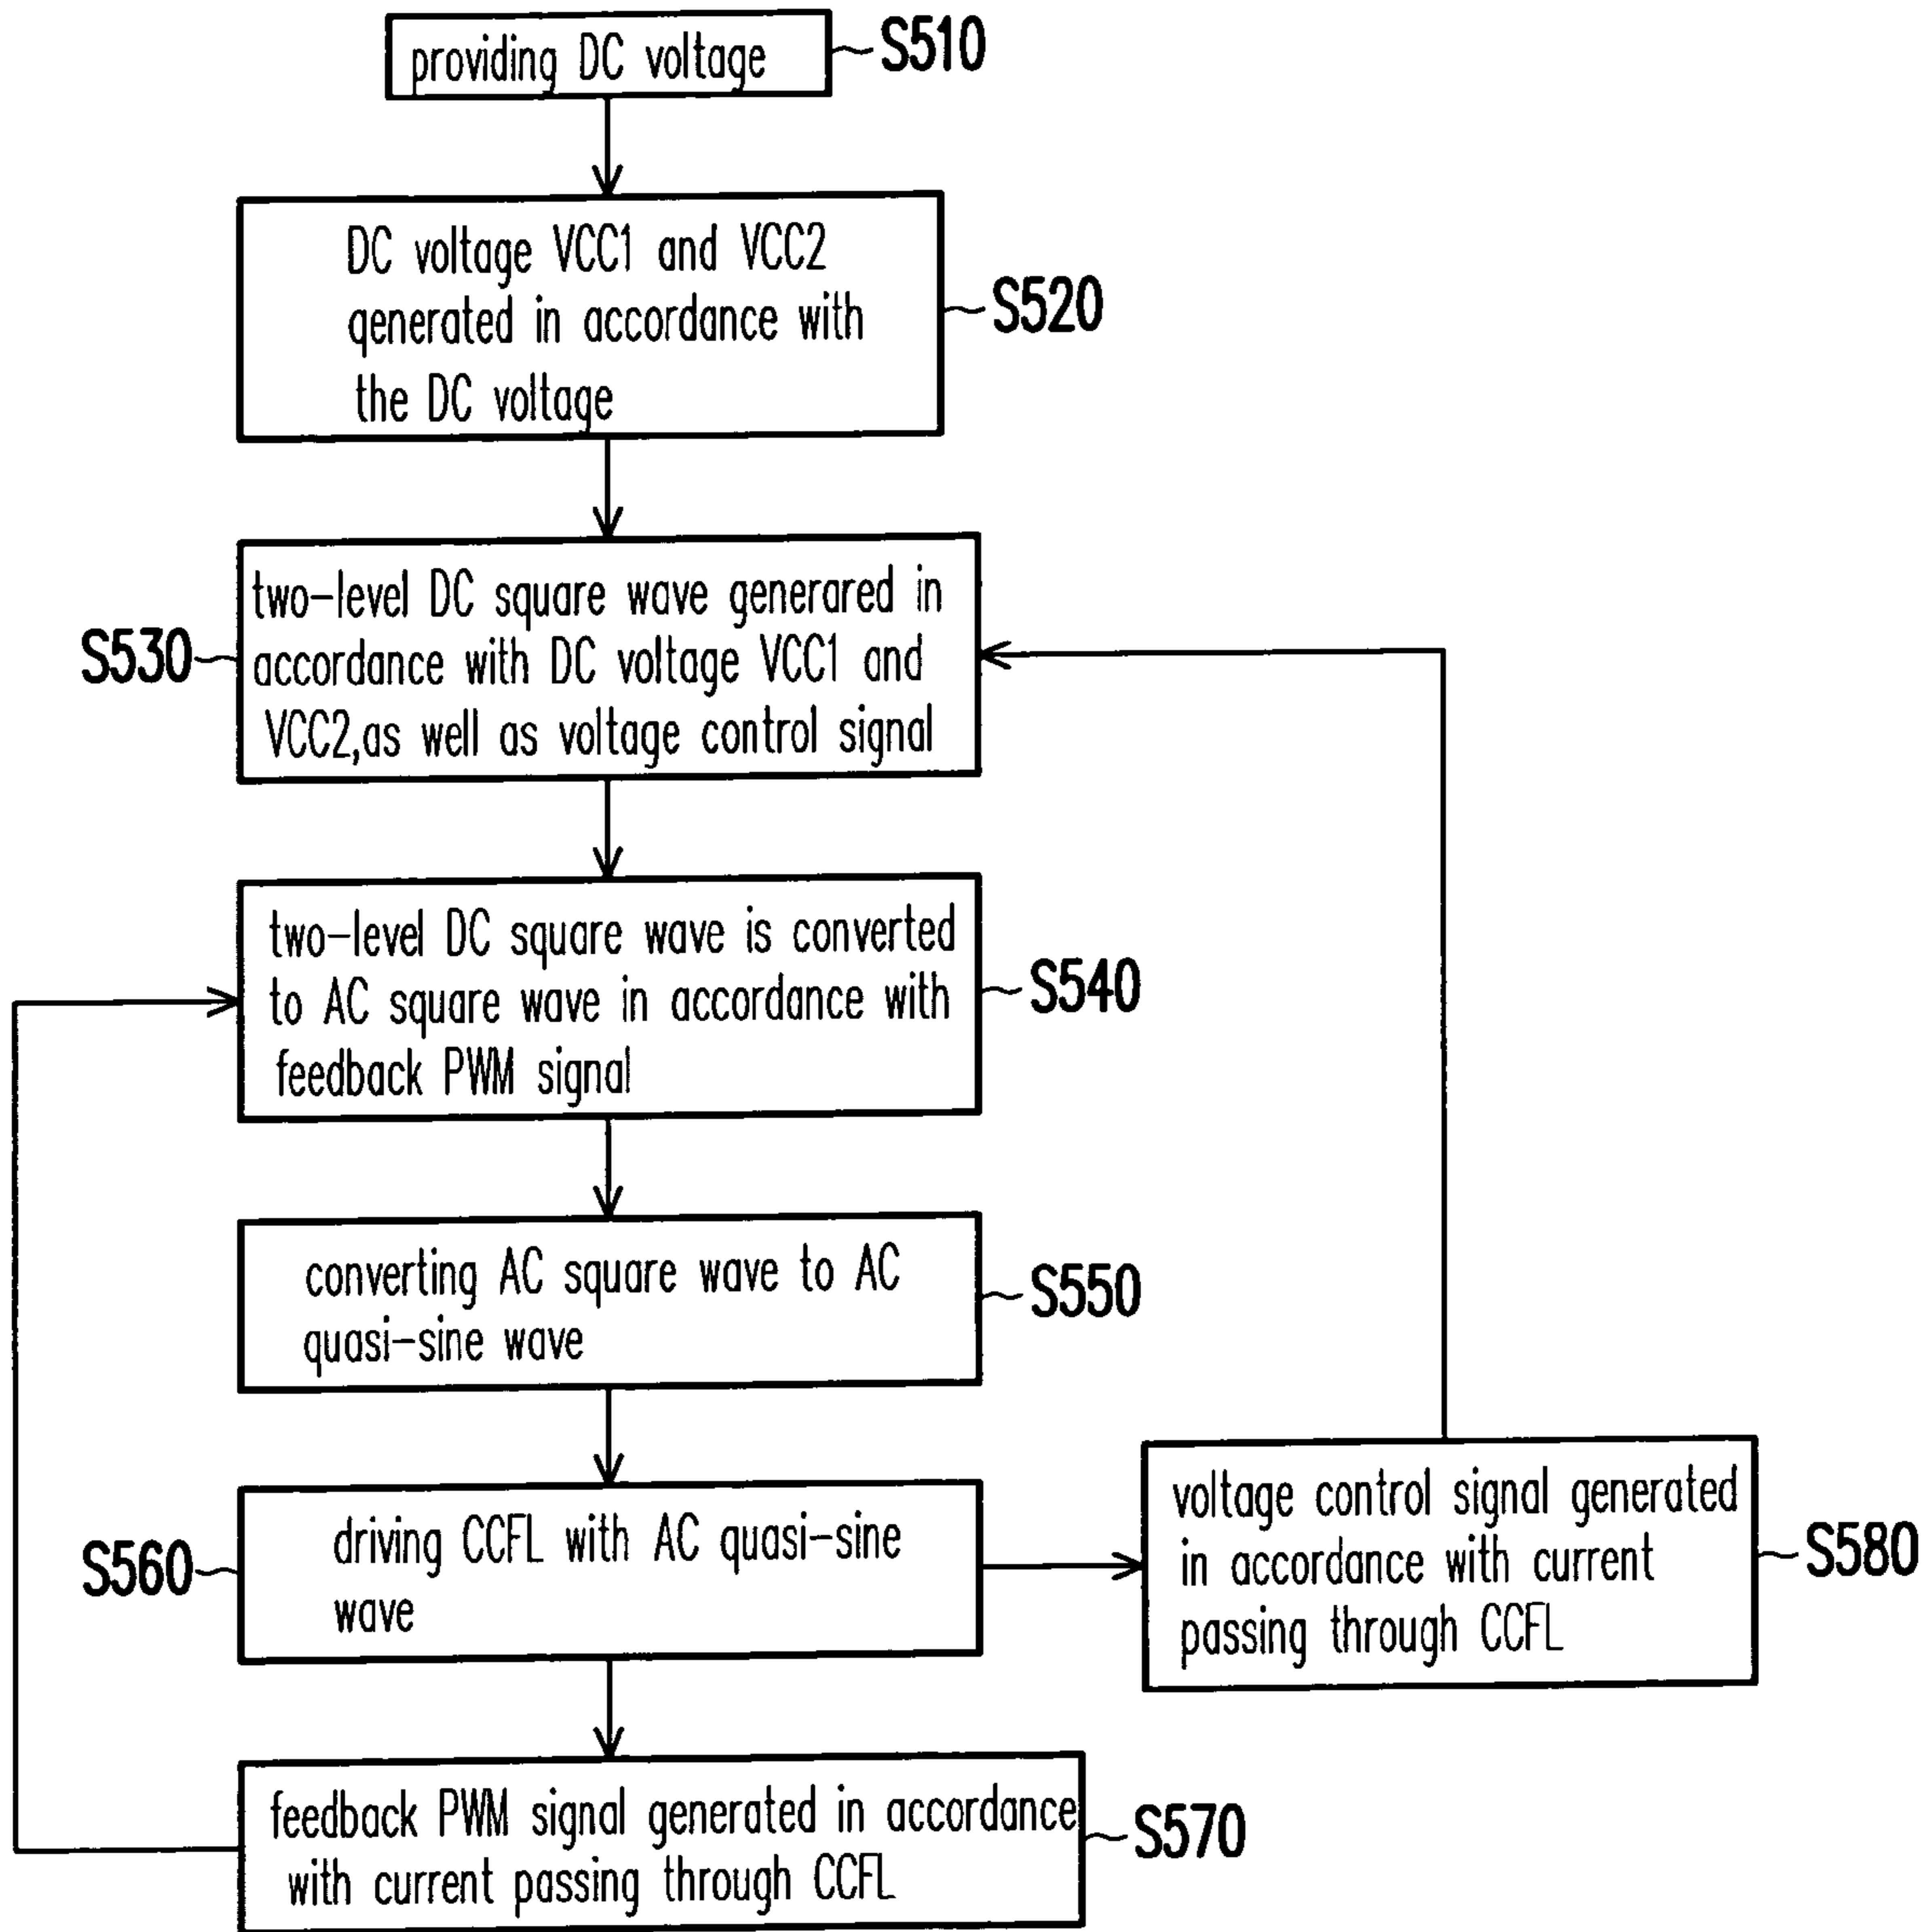 providing DC voltage
S510
DC voltage VCC1 and VCC2
generated in accordance with
the DC voltage
S520
two-level DC square wave generared in
accordance with DC voltage VCC1 and
VCC2,as well as voltage control signal
S530
two-level DC square wave is converted
to AC square wave in accordance with
feedback PWM signal
S540
converting AC square wave to AC
quasi-sine wave
S550
driving CCFL with AC quasi-sine
wave
S560
voltage control signal generated
in accordance with current
passing through CCFL
S580
feedback PWM signal generated in accordance
with current passing through CCFL
S570